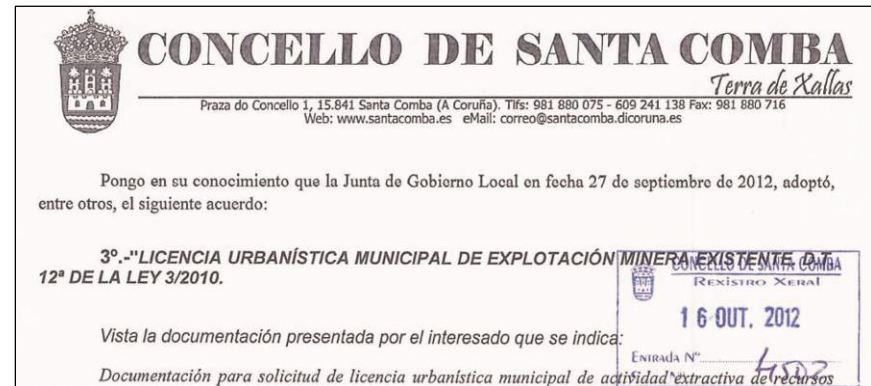 CONCELLO DE SANTA COMBA
Terra de Xallas
Praza do Concello 1, 15.841 Santa Comba (A Coruña). Tlfs: 981 880 075 - 609 241 138 Fax: 981 880 716
Web: www.santacomba.es eMail: correo@santacomba.dicoruna.es
Pongo en su conocimiento que la Junta de Gobierno Local en fecha 27 de septiembre de 2012, adoptó,
entre otros, el siguiente acuerdo:
3º.-"LICENCIA URBANÍSTICA MUNICIPAL DE EXPLOTACIÓN MINERA EXISTENTE. D.T.
12ª DE LA LEY 3/2010.
CONCELLO DE SANTA COMBA
REXISTRO XERAL
16 OUT. 2012
Vista la documentación presentada por el interesado que se indica:
ENTRADA Nº
Documentación para solicitud de licencia urbanística municipal de actividad extractiva de recursos